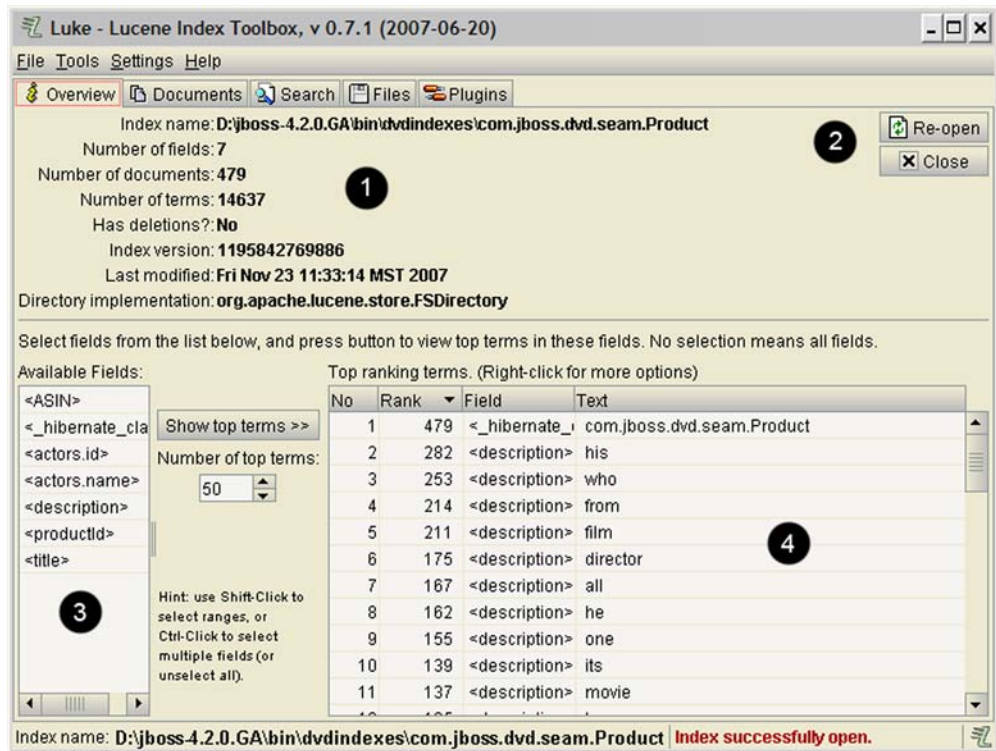 Luke - Lucene Index Toolbox, v 0.7.1 (2007-06-20)
File Tools Settings Help
Overview Documents Search Files Plugins
Index name: D:\jboss-4.2.0.GA\bin\dvdindexes\com.jboss.dvd.seam.Product
Re-open
2
Number of fields: 7
Close
Number of documents: 479
1
Number of terms: 14637
Has deletions?: No
Index version: 1195842769886
Last modified: Fri Nov 23 11:33:14 MST 2007
Directory implementation: org.apache.lucene.store.FSDirectory
Select fields from the list below, and press button to view top terms in these fields. No selection means all fields.
Available Fields:
<ASIN>
<_hibernate_cla
<actors.id>
<actors.name>
<description>
<productId>
<title>
3
Show top terms >>
Number of top terms:
50
Hint: use Shift-Click to
select ranges, or
Ctrl-Click to select
multiple fields (or
unselect all).
Top ranking terms. (Right-click for more options)
No Rank Field Text
1 479 <_hibernate_ com.jboss.dvd.seam.Product
2 282 <description> his
3 253 <description> who
4 214 <description> from
5 211 <description> film
4
6 175 <description> director
7 167 <description> all
8 162 <description> he
9 155 <description> one
10 139 <description> its
11 137 <description> movie
Index name: D:\jboss-4.2.0.GA\bin\dvdindexes\com.jboss.dvd.seam.Product Index successfully open.